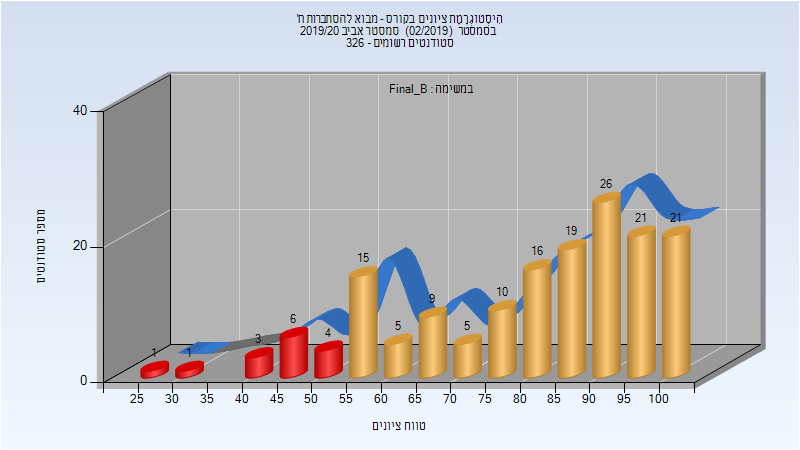 היסטוגרמת ציונים בקורס - מבוא להסתברות ח'
בסמסטר (02/2019) סמסטר אביב 2019/20
סטודנטים רשומים - 326
במשימה : Final_B
מספר סטודנטים
40
20
0
1 1 3 6 4 15 5 9 5 10 16 19 26 21 21
25 30 35 40 45 50 55 60 65 70 75 80 85 90 95 100
טווח ציונים